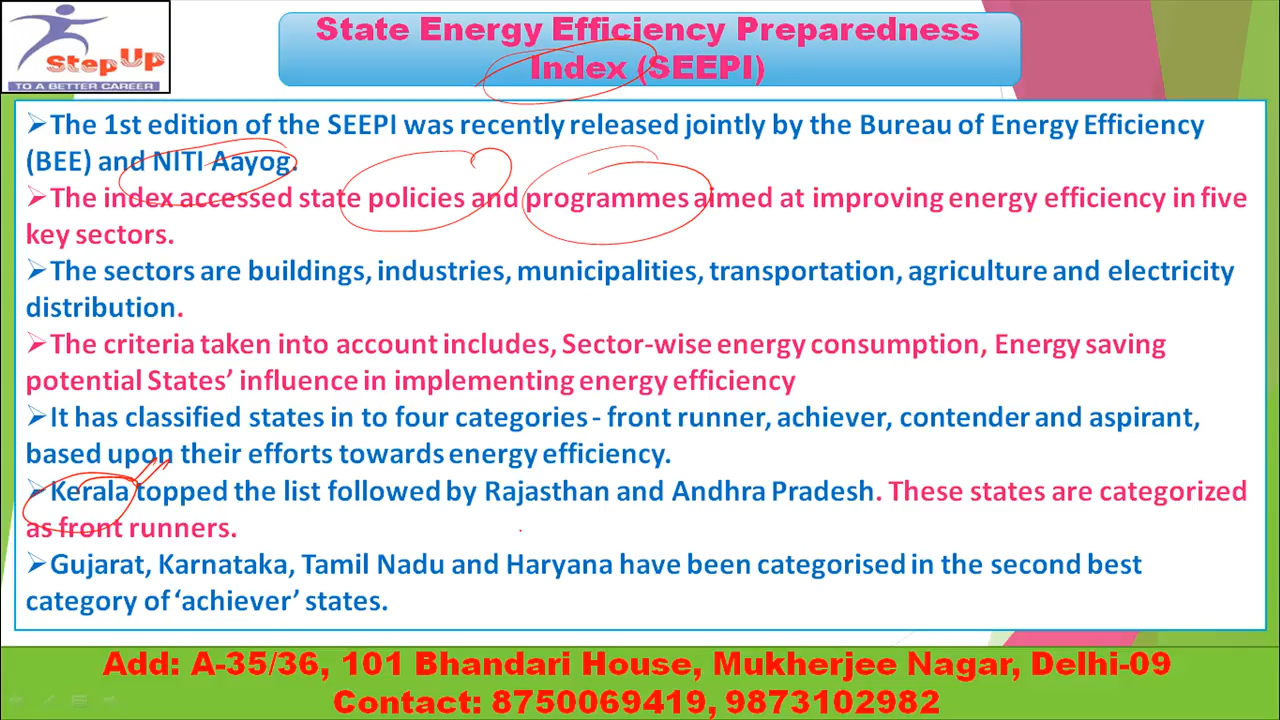 StepUp
TO A BETTER CAREER
State Energy Efficiency Preparedness
Index (SEEPI)
➢The 1st edition of the SEEPI was recently released jointly by the Bureau of Energy Efficiency
(BEE) and NITI Aayog.
➢The index accessed state policies and programmes aimed at improving energy efficiency in five
key sectors.
➢The sectors are buildings, industries, municipalities, transportation, agriculture and electricity
distribution.
➢The criteria taken into account includes, Sector-wise energy consumption, Energy saving
potential States’ influence in implementing energy efficiency
➢It has classified states in to four categories - front runner, achiever, contender and aspirant,
based upon their efforts towards energy efficiency.
➢Kerala topped the list followed by Rajasthan and Andhra Pradesh. These states are categorized
as front runners.
➢Gujarat, Karnataka, Tamil Nadu and Haryana have been categorised in the second best
category of ‘achiever’ states.
Add: A-35/36, 101 Bhandari House, Mukherjee Nagar, Delhi-09
Contact: 8750069419, 9873102982